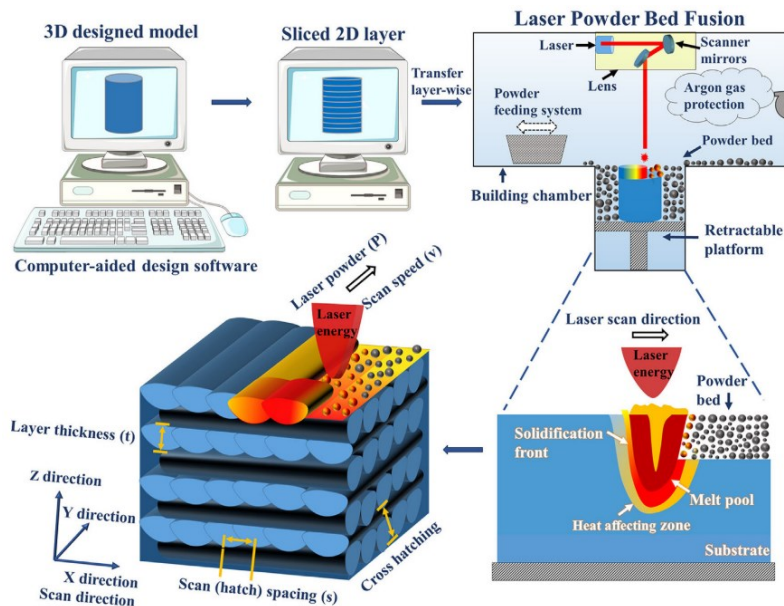 3D designed model
Sliced 2D layer
Laser Powder Bed Fusion
Transfer
layer-wise
Laser
Scanner
mirrors
Lens
Argon gas
protection
Powder
feeding system
Powder bed
Building chamber
Retractable
platform
Computer-aided design software
Laser powder (P)
Scan speed (v)
Laser
energy
Layer thickness (t)
Z direction
Y direction
X direction
Scan direction
Scan (hatch) spacing (s)
Cross hatching
Laser scan direction
Laser
energy
Powder
bed
Solidification
front
Melt pool
Heat affecting zone
Substrate